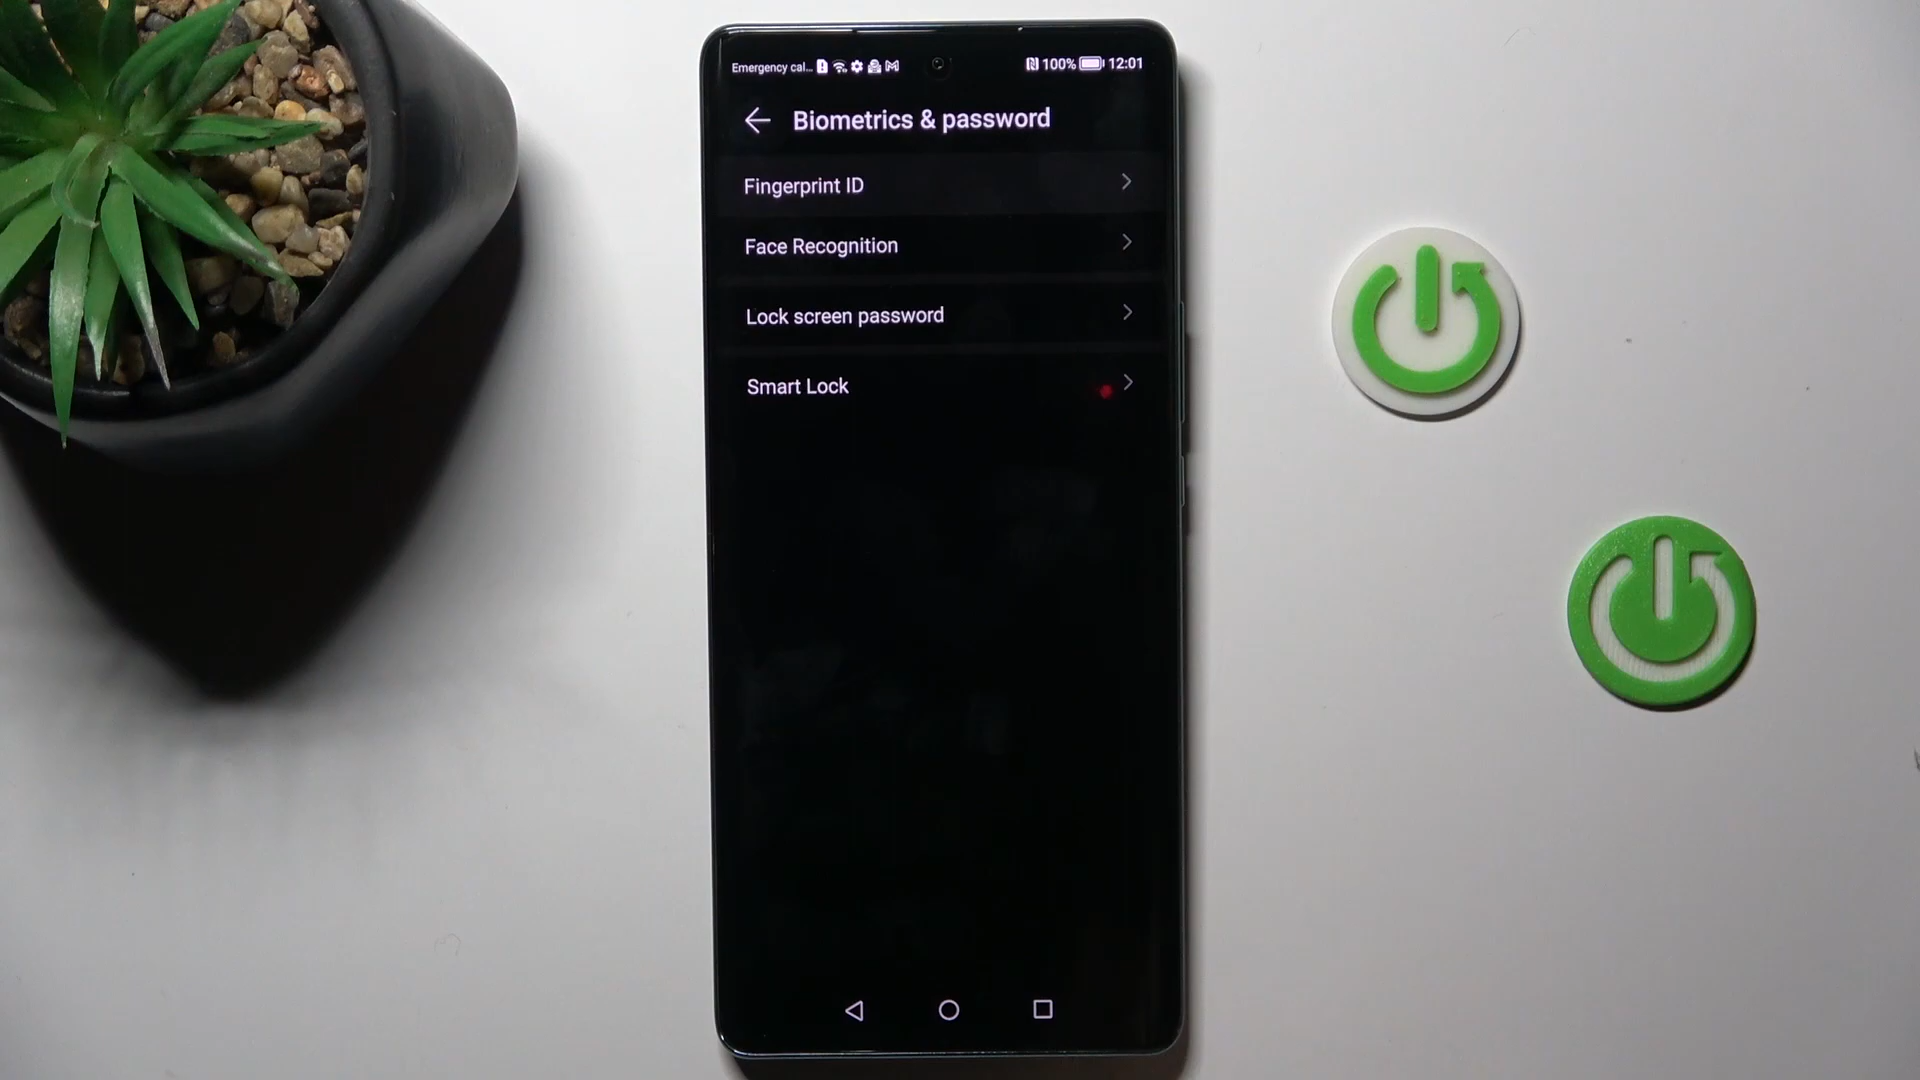 Emergency cal... 100% 12:01
Biometrics & password
Fingerprint ID
Face Recognition
Lock screen password
Smart Lock